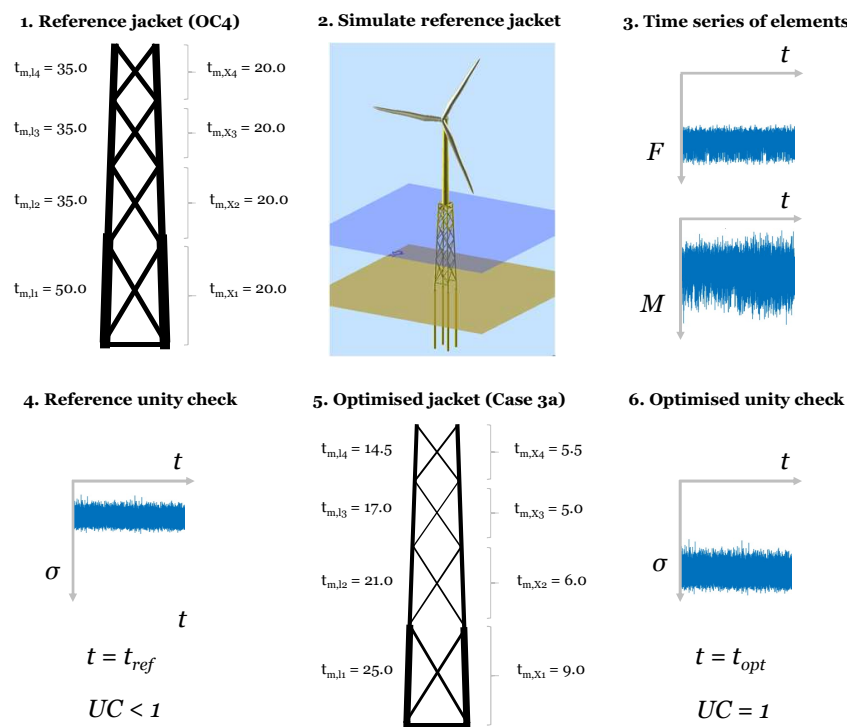 1. Reference jacket (OC4)
t_m,l4 = 35.0
t_m,X4 = 20.0
t_m,l3 = 35.0
t_m,X3 = 20.0
t_m,l2 = 35.0
t_m,X2 = 20.0
t_m,l1 = 50.0
t_m,X1 = 20.0
2. Simulate reference jacket
3. Time series of elements
t
F
t
M
4. Reference unity check
t
σ
t
t = t_ref
UC < 1
5. Optimised jacket (Case 3a)
t_m,l4 = 14.5
t_m,X4 = 5.5
t_m,l3 = 17.0
t_m,X3 = 5.0
t_m,l2 = 21.0
t_m,X2 = 6.0
t_m,l1 = 25.0
t_m,X1 = 9.0
6. Optimised unity check
t
σ
t = t_opt
UC = 1